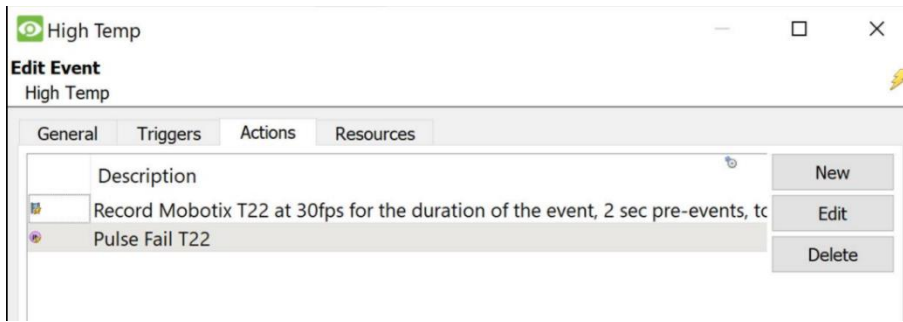 High Temp
Edit Event
High Temp
General Triggers Actions Resources
Description
New
Record Mobotix T22 at 30fps for the duration of the event, 2 sec pre-events, to
Edit
Pulse Fail T22
Delete